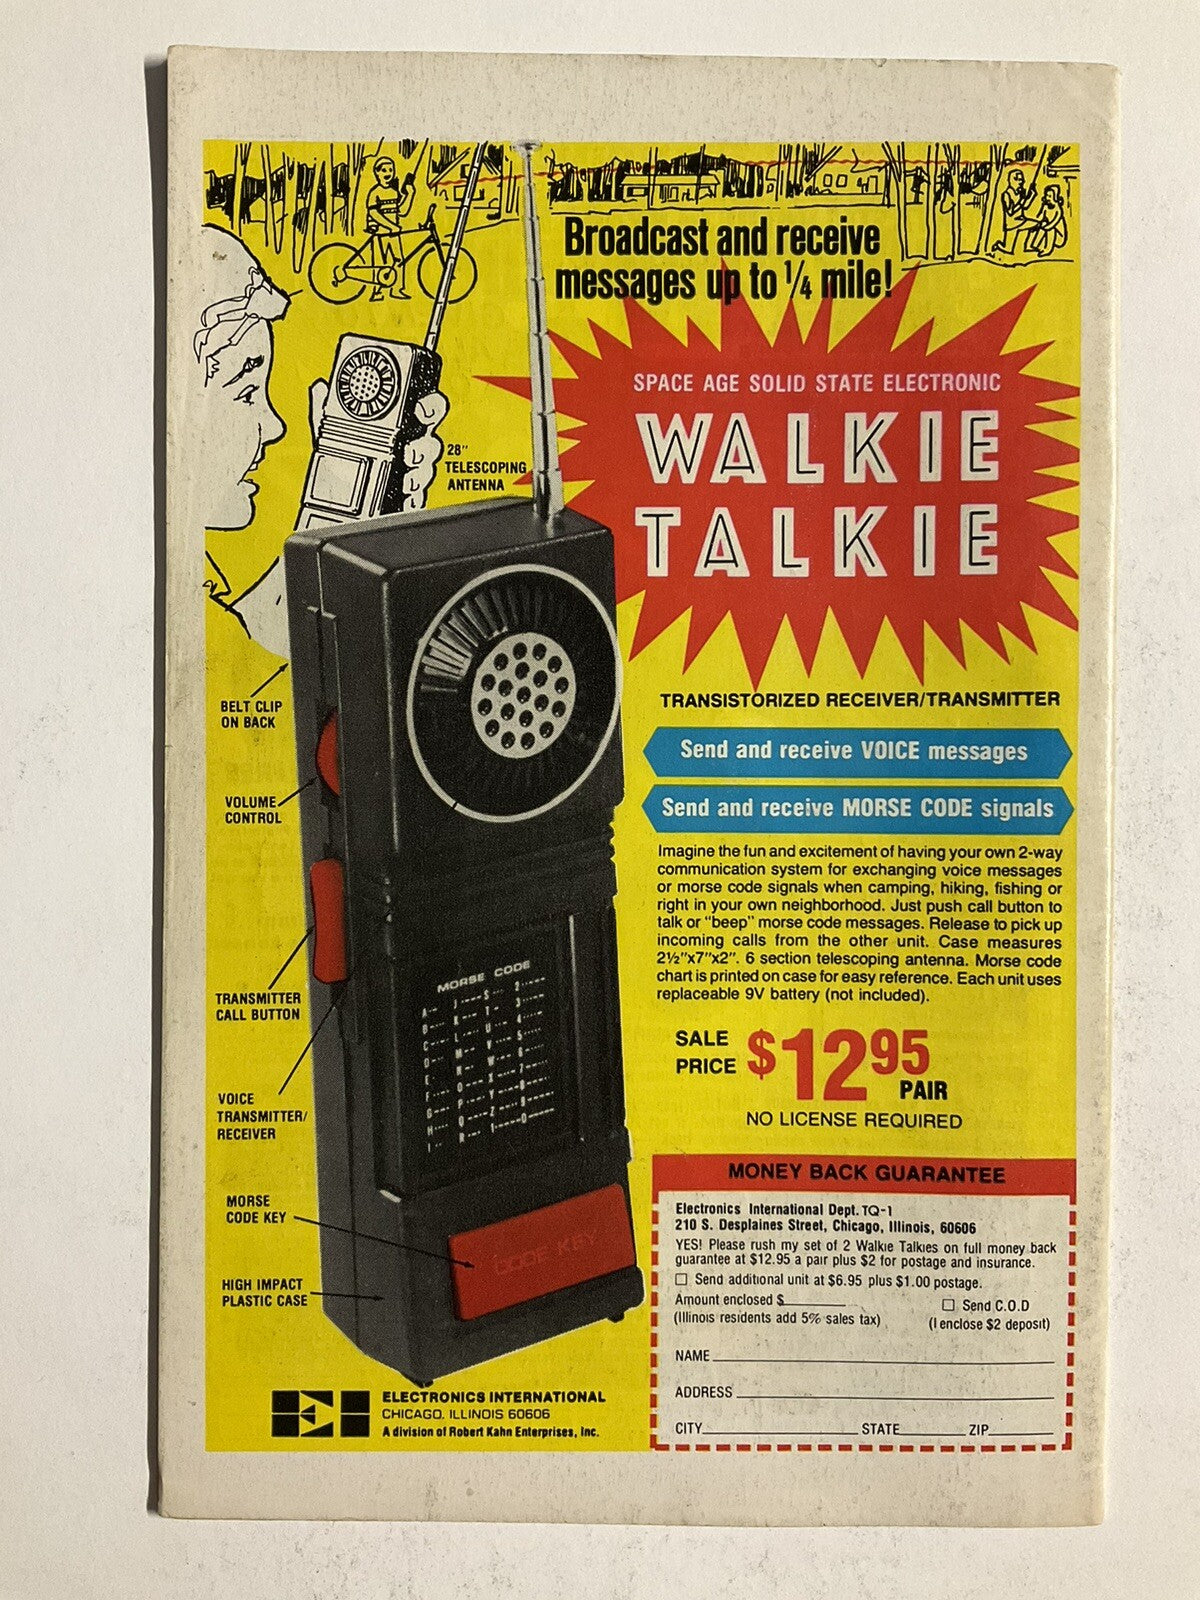 Broadcast and receive
messages up to 1/4 mile!
SPACE AGE SOLID STATE ELECTRONIC
WALKIE
TALKIE
28"
TELESCOPING
ANTENNA
TRANSISTORIZED RECEIVER/TRANSMITTER
Send and receive VOICE messages
Send and receive MORSE CODE signals
Imagine the fun and excitement of having your own 2-way
communication system for exchanging voice messages
or morse code signals when camping, hiking, fishing or
right in your own neighborhood. Just push call button to
talk or "beep" morse code messages. Release to pick up
incoming calls from the other unit. Case measures
2½"x7"x2". 6 section telescoping antenna. Morse code
chart is printed on case for easy reference. Each unit uses
replaceable 9V battery (not included).
SALE
PRICE $12 95
PAIR
NO LICENSE REQUIRED
BELT CLIP
ON BACK
VOLUME
CONTROL
TRANSMITTER
CALL BUTTON
VOICE
TRANSMITTER/
RECEIVER
MORSE
CODE KEY
HIGH IMPACT
PLASTIC CASE
MORSE CODE
CODE KEY
ELECTRONICS INTERNATIONAL
CHICAGO, ILLINOIS 60606
A division of Robert Kahn Enterprises, Inc.
MONEY BACK GUARANTEE
Electronics International Dept. TQ-1
210 S. Desplaines Street, Chicago, Illinois, 60606
YES! Please rush my set of 2 Walkie Talkies on full money back
guarantee at $12.95 a pair plus $2 for postage and insurance.
☐ Send additional unit at $6.95 plus $1.00 postage.
Amount enclosed $________ ☐ Send C.O.D
(Illinois residents add 5% sales tax) (I enclose $2 deposit)
NAME
ADDRESS
CITY STATE ZIP